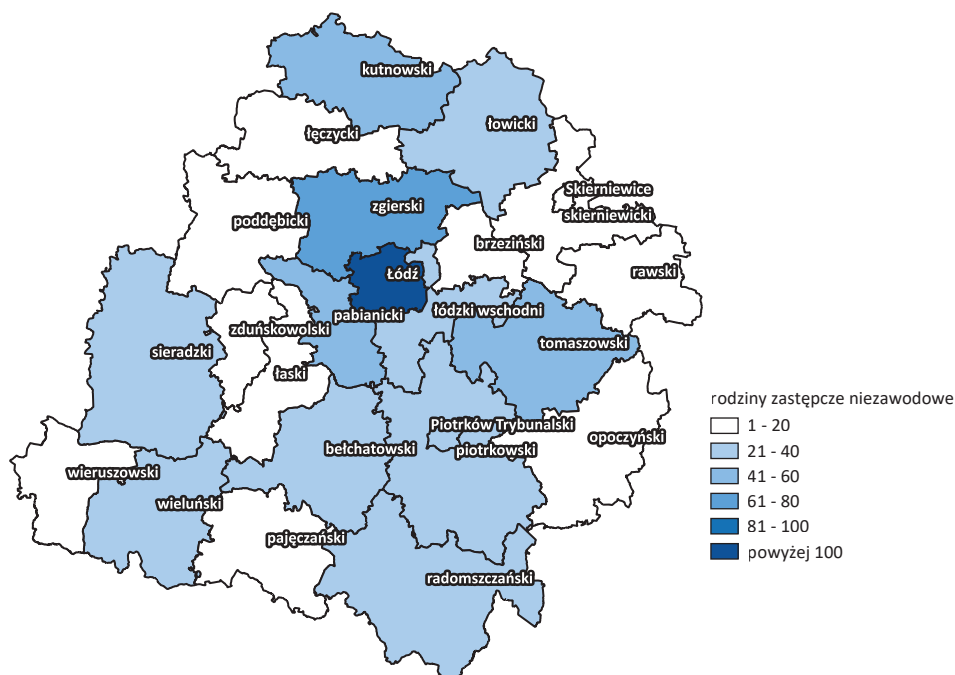 kutnowski
łowicki
łęczycki
Skierniewice
skierniewicki
poddębicki
zgierski
brzeziński
rawski
Łódź
łódzki wschodni
pabianicki
zduńskowolski
tomaszowski
sieradzki
łaski
rodziny zastępcze niezawodowe
1 - 20
21 - 40
41 - 60
61 - 80
81 - 100
powyżej 100
Piotrków Trybunalski
opoczyński
bełchatowski
piotrkowski
wieruszowski
wieluński
pajęczański
radomszczański